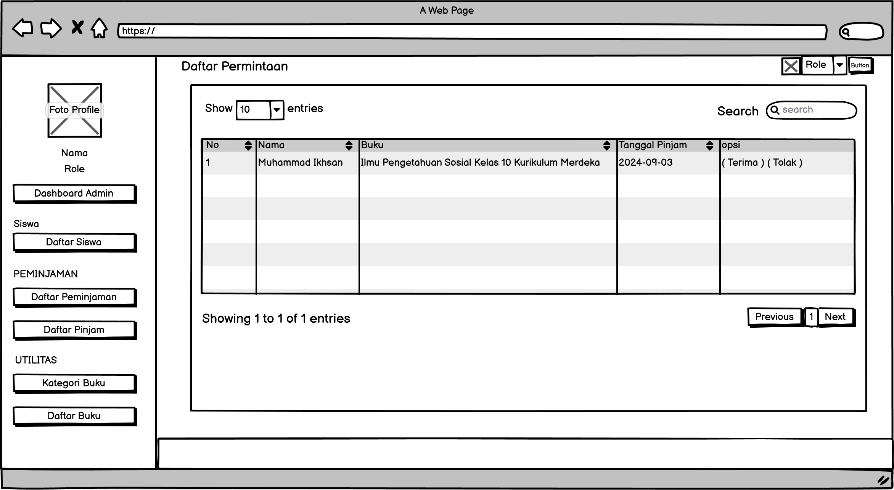 A Web Page
https://
Daftar Permintaan
Role
Button
Foto Profile
Nama
Role
Dashboard Admin
Siswa
Daftar Siswa
PEMINJAMAN
Daftar Peminjaman
Daftar Pinjam
UTILITAS
Kategori Buku
Daftar Buku
Show 10 entries
Search search
No Nama Buku Tanggal Pinjam opsi
1 Muhammad Ikhsan Ilmu Pengetahuan Sosial Kelas 10 Kurikulum Merdeka 2024-09-03 ( Terima ) ( Tolak )
Showing 1 to 1 of 1 entries
Previous 1 Next